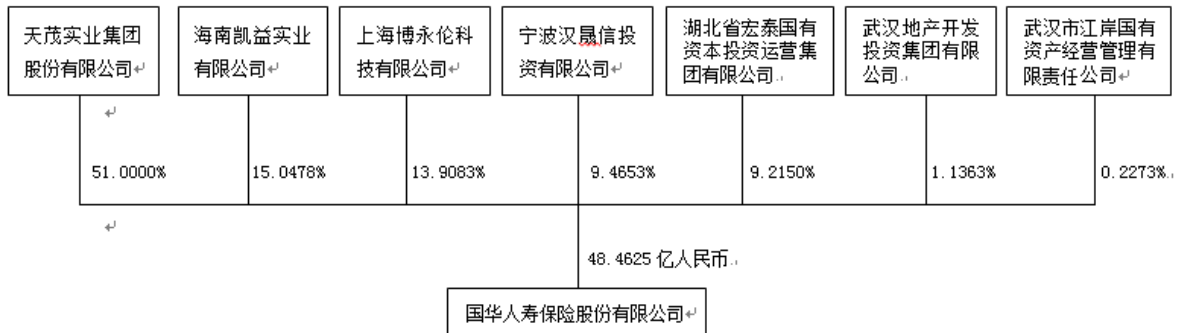 天茂实业集团
股份有限公司
海南凯益实业
有限公司
上海博永伦科
技有限公司
宁波汉晟信投
资有限公司
湖北省宏泰国有
资本投资运营集
团有限公司
武汉地产开发
投资集团有限
公司
武汉市江岸国有
资产经营管理有
限责任公司
51.0000%
15.0478%
13.9083%
9.4653%
9.2150%
1.1363%
0.2273%
48.4625 亿人民币
国华人寿保险股份有限公司